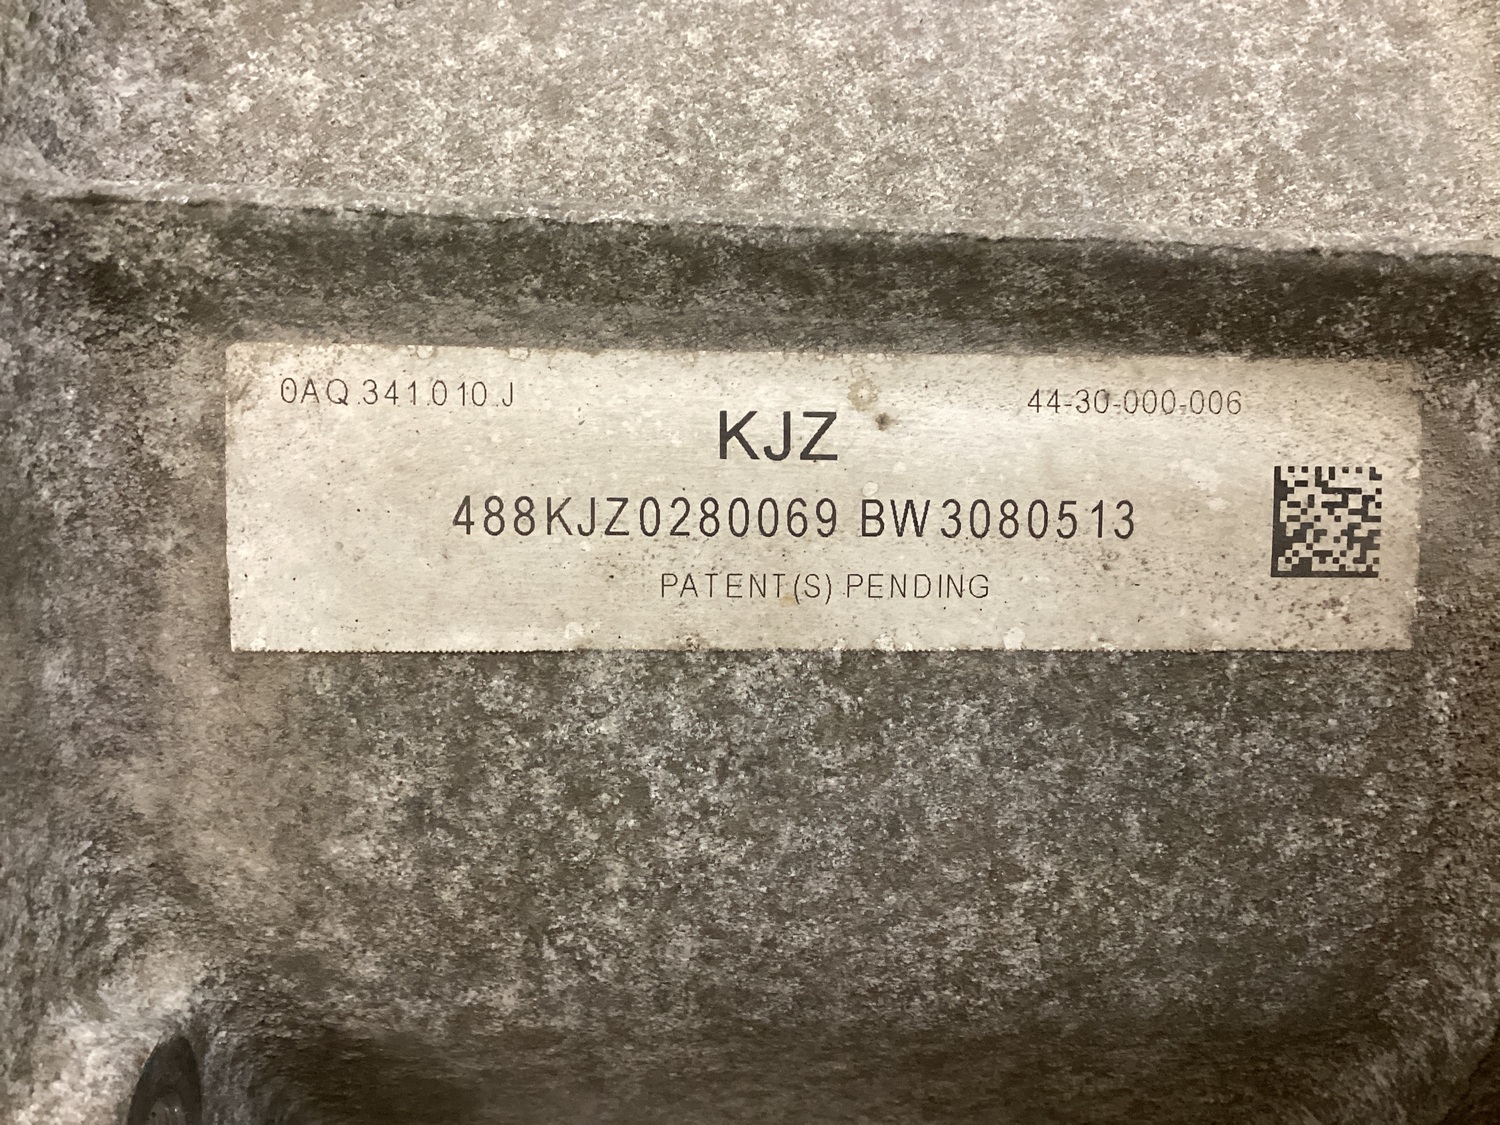 0AQ.341.010.J
44-30-000-006
KJZ
488KJZ0280069 BW3080513
PATENT(S) PENDING